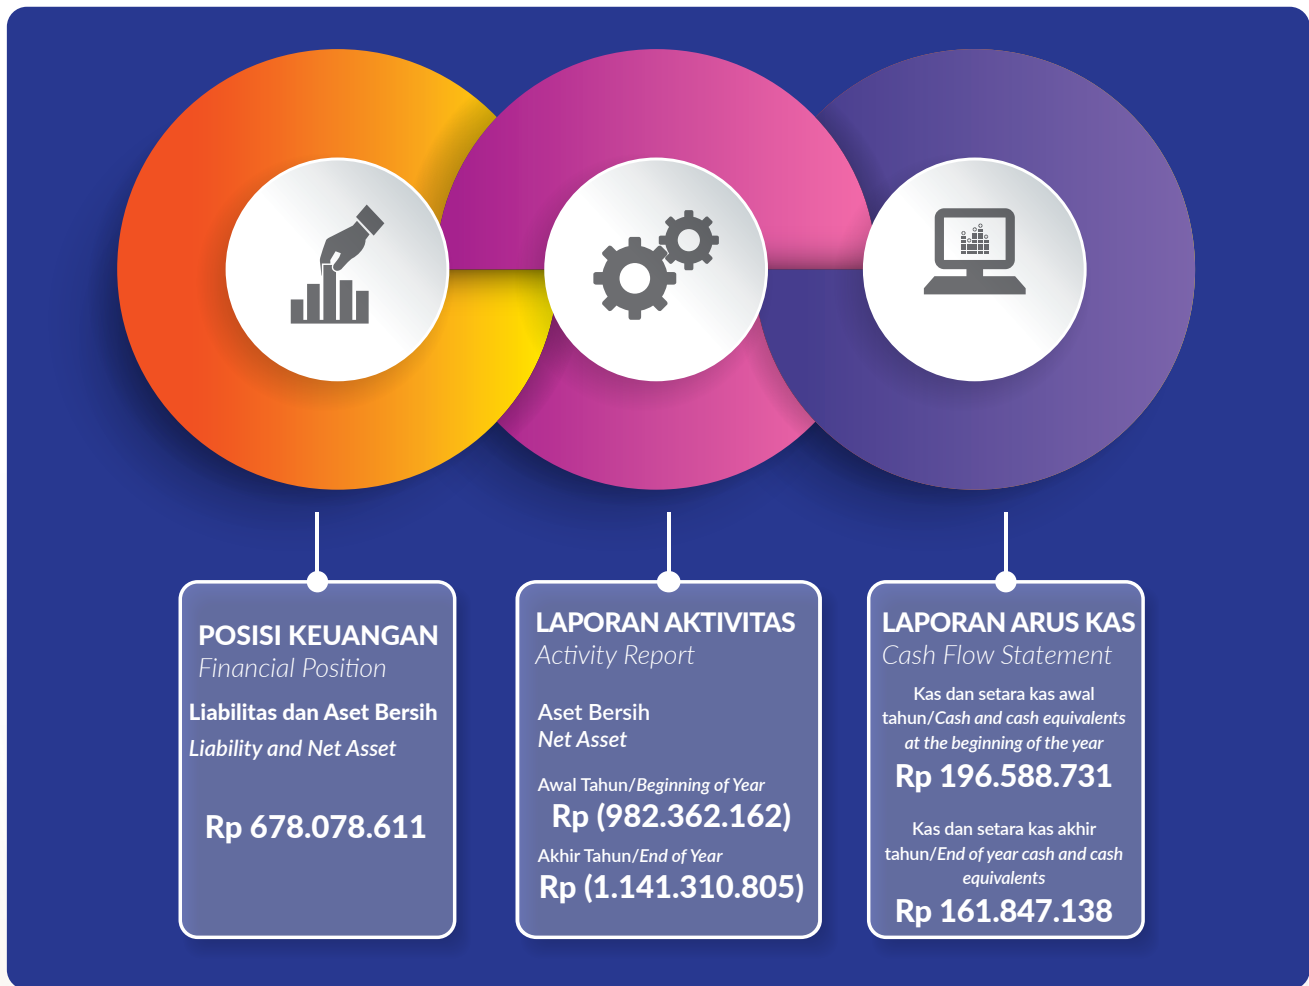 POSISI KEUANGAN
Financial Position
Liabilitas dan Aset Bersih
Liability and Net Asset
Rp 678.078.611
LAPORAN AKTIVITAS
Activity Report
Aset Bersih
Net Asset
Awal Tahun/Beginning of Year
Rp (982.362.162)
Akhir Tahun/End of Year
Rp (1.141.310.805)
LAPORAN ARUS KAS
Cash Flow Statement
Kas dan setara kas awal
tahun/Cash and cash equivalents
at the beginning of the year
Rp 196.588.731
Kas dan setara kas akhir
tahun/End of year cash and cash
equivalents
Rp 161.847.138